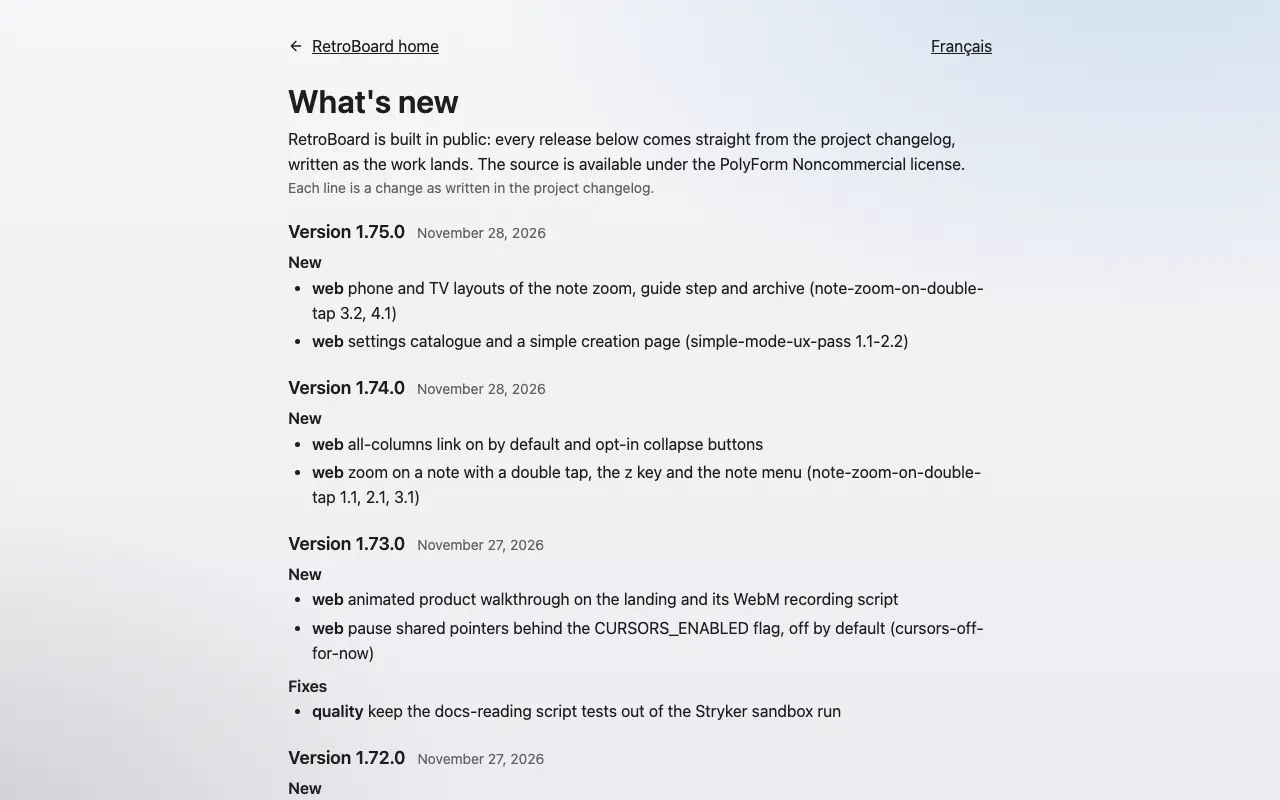 ← RetroBoard home
Français
What's new
RetroBoard is built in public: every release below comes straight from the project changelog,
written as the work lands. The source is available under the PolyForm Noncommercial license.
Each line is a change as written in the project changelog.
Version 1.75.0 November 28, 2026
New
• web phone and TV layouts of the note zoom, guide step and archive (note-zoom-on-double-
tap 3.2, 4.1)
• web settings catalogue and a simple creation page (simple-mode-ux-pass 1.1-2.2)
Version 1.74.0 November 28, 2026
New
• web all-columns link on by default and opt-in collapse buttons
• web zoom on a note with a double tap, the z key and the note menu (note-zoom-on-double-
tap 1.1, 2.1, 3.1)
Version 1.73.0 November 27, 2026
New
• web animated product walkthrough on the landing and its WebM recording script
• web pause shared pointers behind the CURSORS_ENABLED flag, off by default (cursors-off-
for-now)
Fixes
• quality keep the docs-reading script tests out of the Stryker sandbox run
Version 1.72.0 November 27, 2026
New